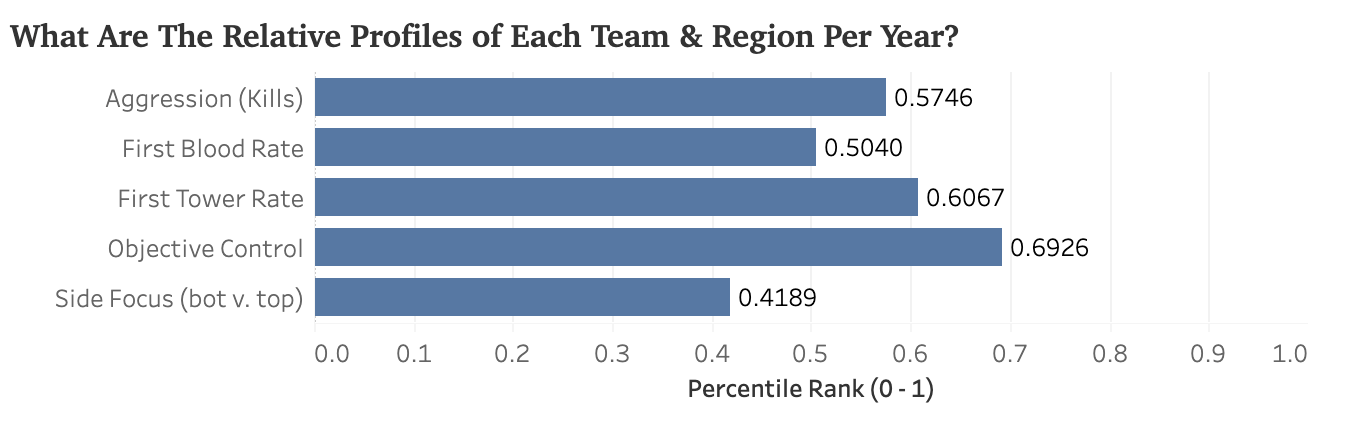 What Are The Relative Profiles of Each Team & Region Per Year?
Aggression (Kills) 0.5746
First Blood Rate 0.5040
First Tower Rate 0.6067
Objective Control 0.6926
Side Focus (bot v. top) 0.4189
0.0 0.1 0.2 0.3 0.4 0.5 0.6 0.7 0.8 0.9 1.0
Percentile Rank (0 - 1)